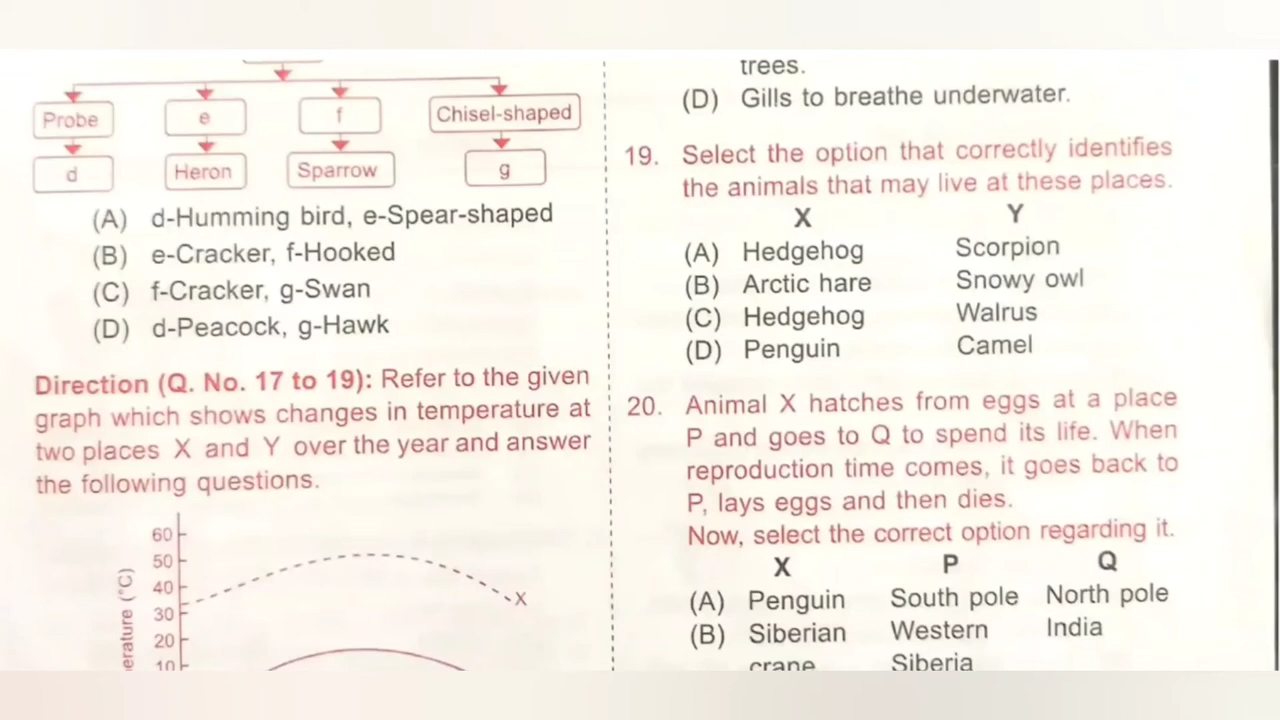 Probe
e
f
Chisel-shaped
d
Heron
Sparrow
g
(A) d-Humming bird, e-Spear-shaped
(B) e-Cracker, f-Hooked
(C) f-Cracker, g-Swan
(D) d-Peacock, g-Hawk
Direction (Q. No. 17 to 19): Refer to the given
graph which shows changes in temperature at
two places X and Y over the year and answer
the following questions.
60
50
40
30
20
10
erature (°C)
X
trees.
(D) Gills to breathe underwater.
19. Select the option that correctly identifies
the animals that may live at these places.
X Y
(A) Hedgehog Scorpion
(B) Arctic hare Snowy owl
(C) Hedgehog Walrus
(D) Penguin Camel
20. Animal X hatches from eggs at a place
P and goes to Q to spend its life. When
reproduction time comes, it goes back to
P, lays eggs and then dies.
Now, select the correct option regarding it.
X P Q
(A) Penguin South pole North pole
(B) Siberian Western India
crane Siberia